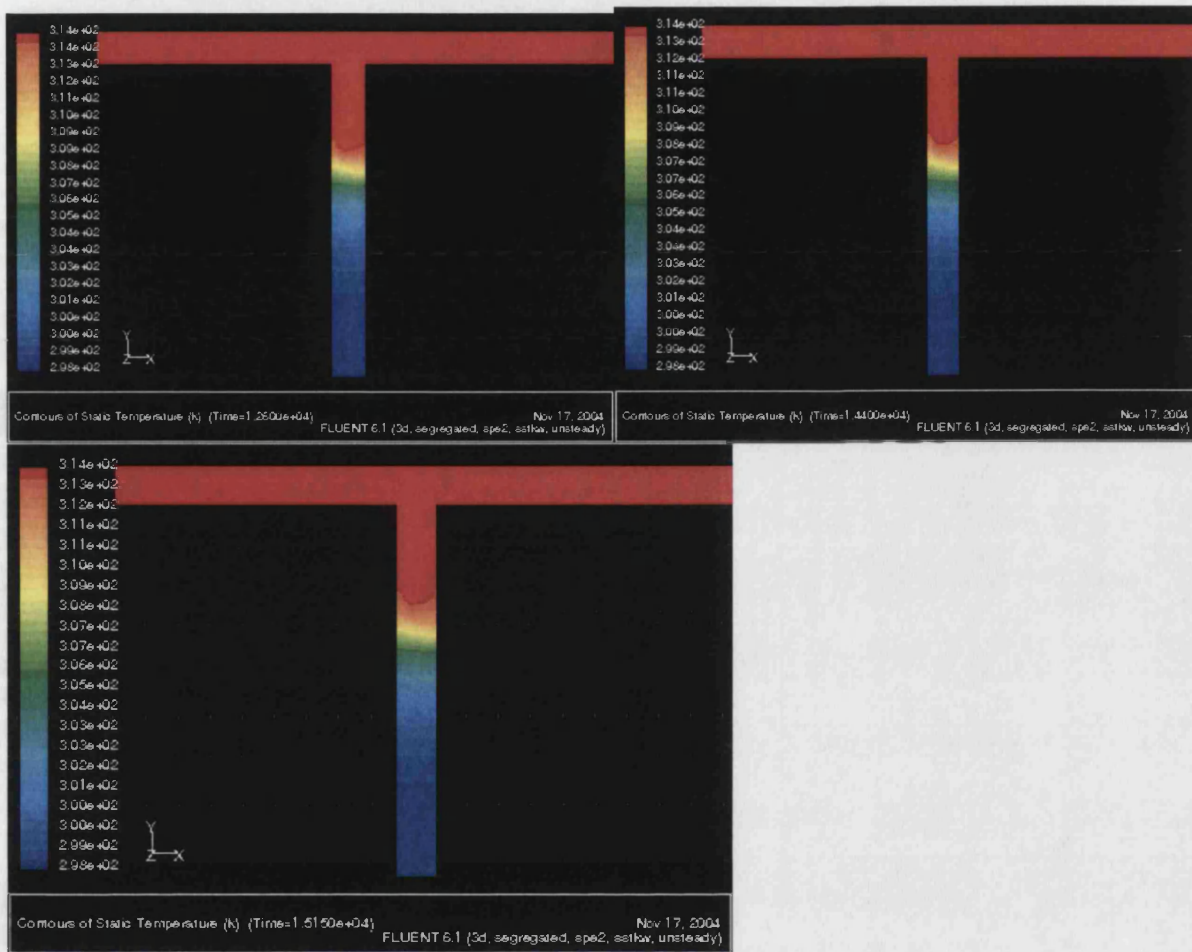 3.14e+02
3.14e+02
3.13e+02
3.12e+02
3.11e+02
3.10e+02
3.09e+02
3.08e+02
3.07e+02
3.06e+02
3.05e+02
3.04e+02
3.03e+02
3.02e+02
3.01e+02
3.00e+02
3.00e+02
2.99e+02
2.98e+02
Y
Z X
Contours of Static Temperature (k) (Time=1.2600e+04)
Nov 17, 2004
FLUENT 6.1 (3d, segregated, spe2, sstkw, unsteady)
3.14e+02
3.13e+02
3.12e+02
3.11e+02
3.11e+02
3.10e+02
3.09e+02
3.08e+02
3.07e+02
3.07e+02
3.06e+02
3.05e+02
3.04e+02
3.03e+02
3.02e+02
3.01e+02
3.00e+02
3.00e+02
2.99e+02
2.98e+02
Y
Z X
Contours of Static Temperature (k) (Time=1.4400e+04)
Nov 17, 2004
FLUENT 6.1 (3d, segregated, spe2, sstkw, unsteady)
3.14e+02
3.13e+02
3.12e+02
3.11e+02
3.11e+02
3.10e+02
3.09e+02
3.08e+02
3.07e+02
3.07e+02
3.06e+02
3.05e+02
3.04e+02
3.03e+02
3.03e+02
3.02e+02
3.01e+02
3.00e+02
3.00e+02
2.99e+02
2.98e+02
Y
Z X
Contours of Static Temperature (k) (Time=1.5150e+04)
Nov 17, 2004
FLUENT 6.1 (3d, segregated, spe2, sstkw, unsteady)